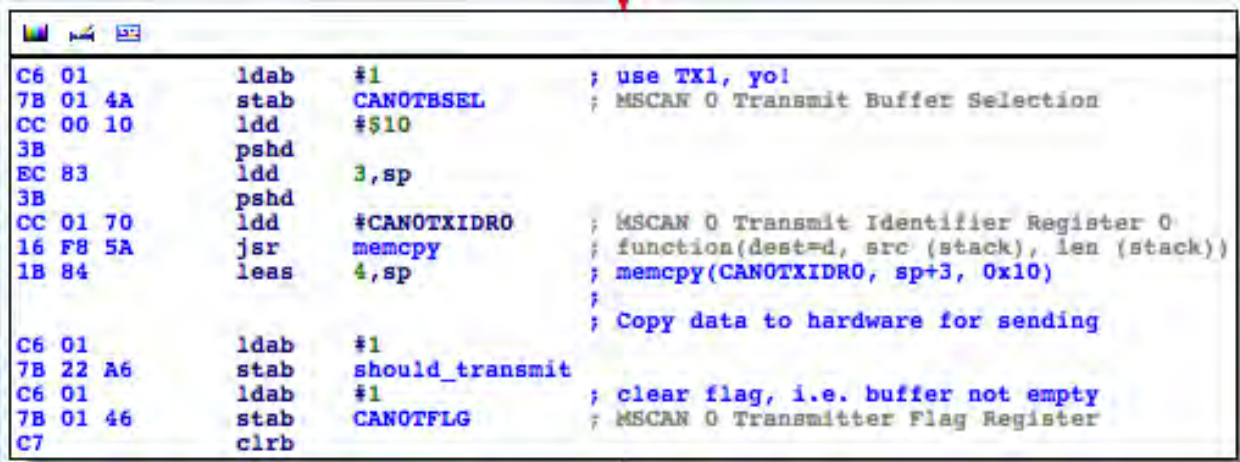 C6 01 ldab #1 ; use TX1, yo!
7B 01 4A stab CAN0TBSEL ; MSCAN 0 Transmit Buffer Selection
CC 00 10 ldd #$10
3B pshd
EC 83 ldd 3,sp
3B pshd
CC 01 70 ldd #CAN0TXIDR0 ; MSCAN 0 Transmit Identifier Register 0
16 F8 5A jsr memcpy ; function(dest=d, src (stack), len (stack))
1B 84 leas 4,sp ; memcpy(CAN0TXIDR0, sp+3, 0x10)
;
; Copy data to hardware for sending
C6 01 ldab #1
7B 22 A6 stab should_transmit
C6 01 ldab #1 ; clear flag, i.e. buffer not empty
7B 01 46 stab CAN0TFLG ; MSCAN 0 Transmitter Flag Register
C7 clrb